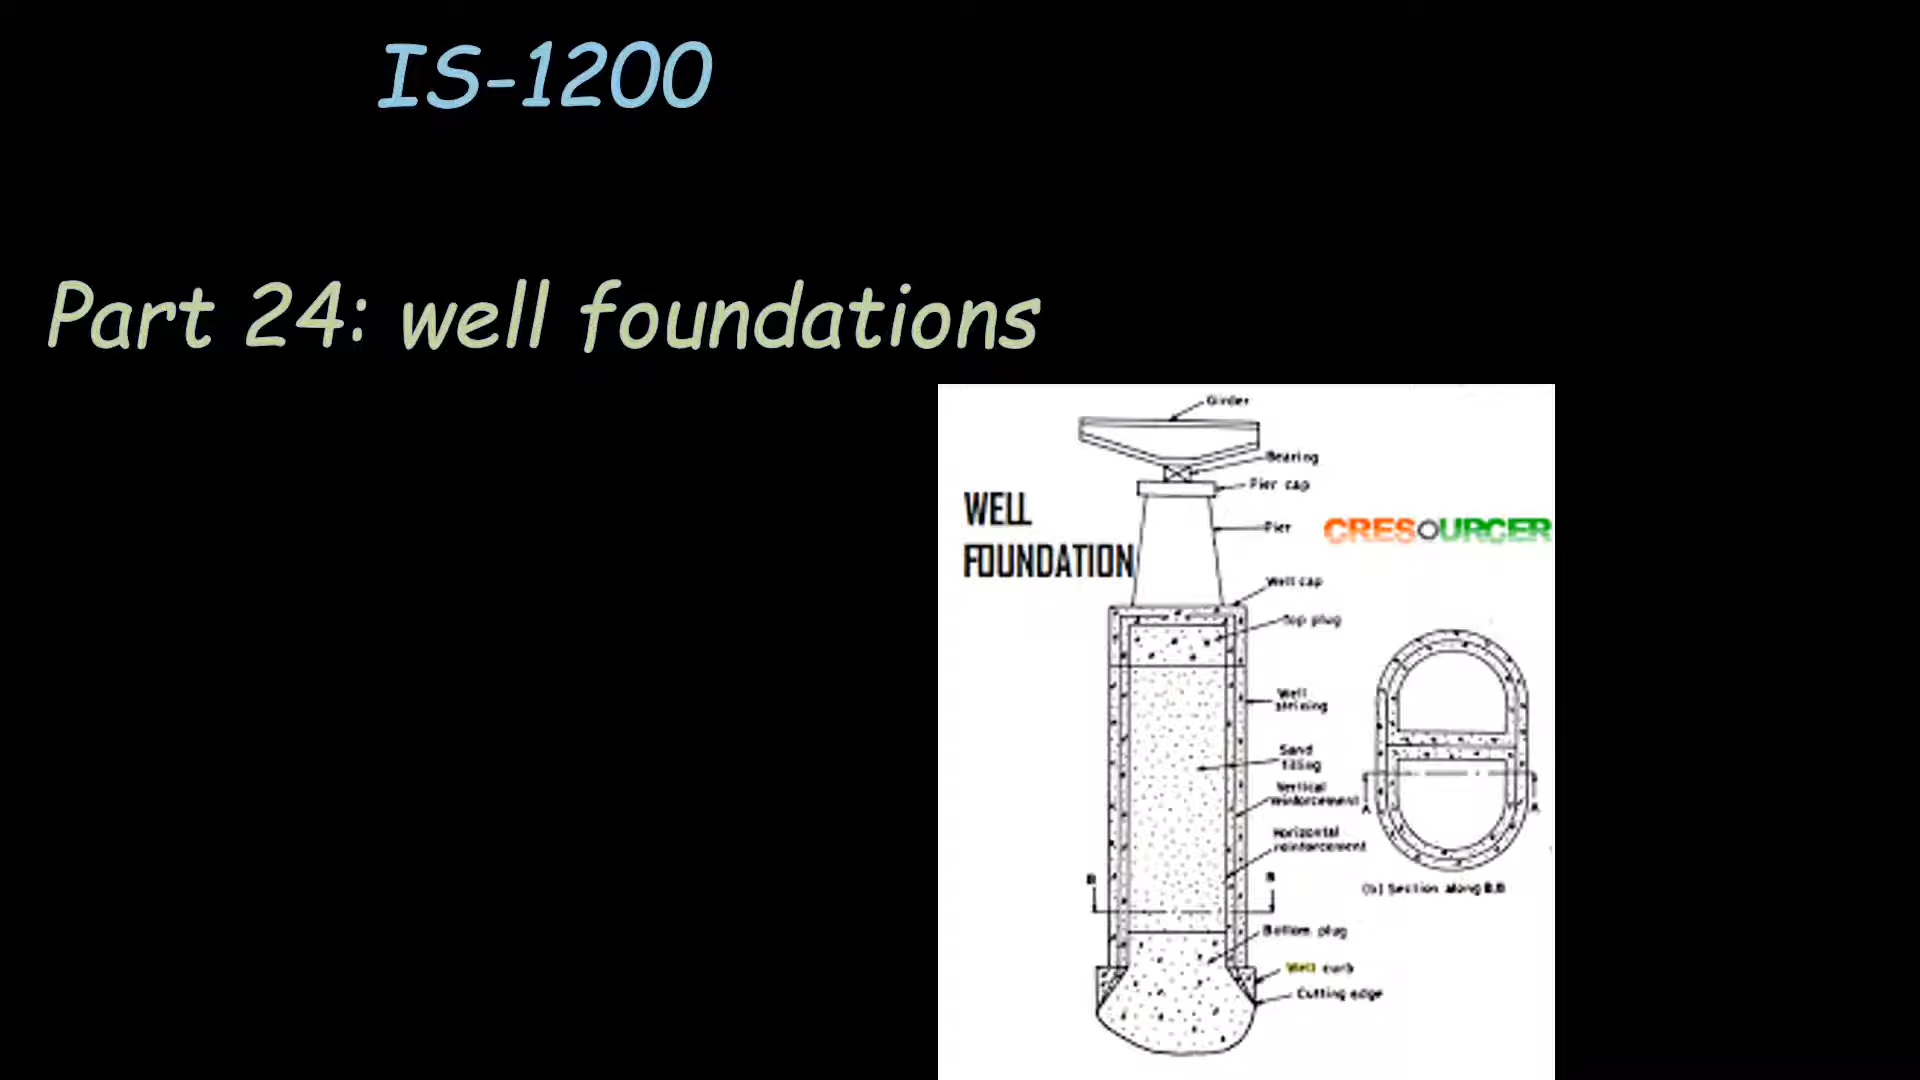 IS-1200
Part 24: well foundations
Girder
Bearing
Pier cap
WELL
FOUNDATION
Pier
CRESOURCER
Well cap
Top plug
Well
steining
Sand
filling
Vertical
reinforcement
Horizontal
reinforcement
A
A
B
B
(b) Section along B.B
Bottom plug
Well curb
Cutting edge